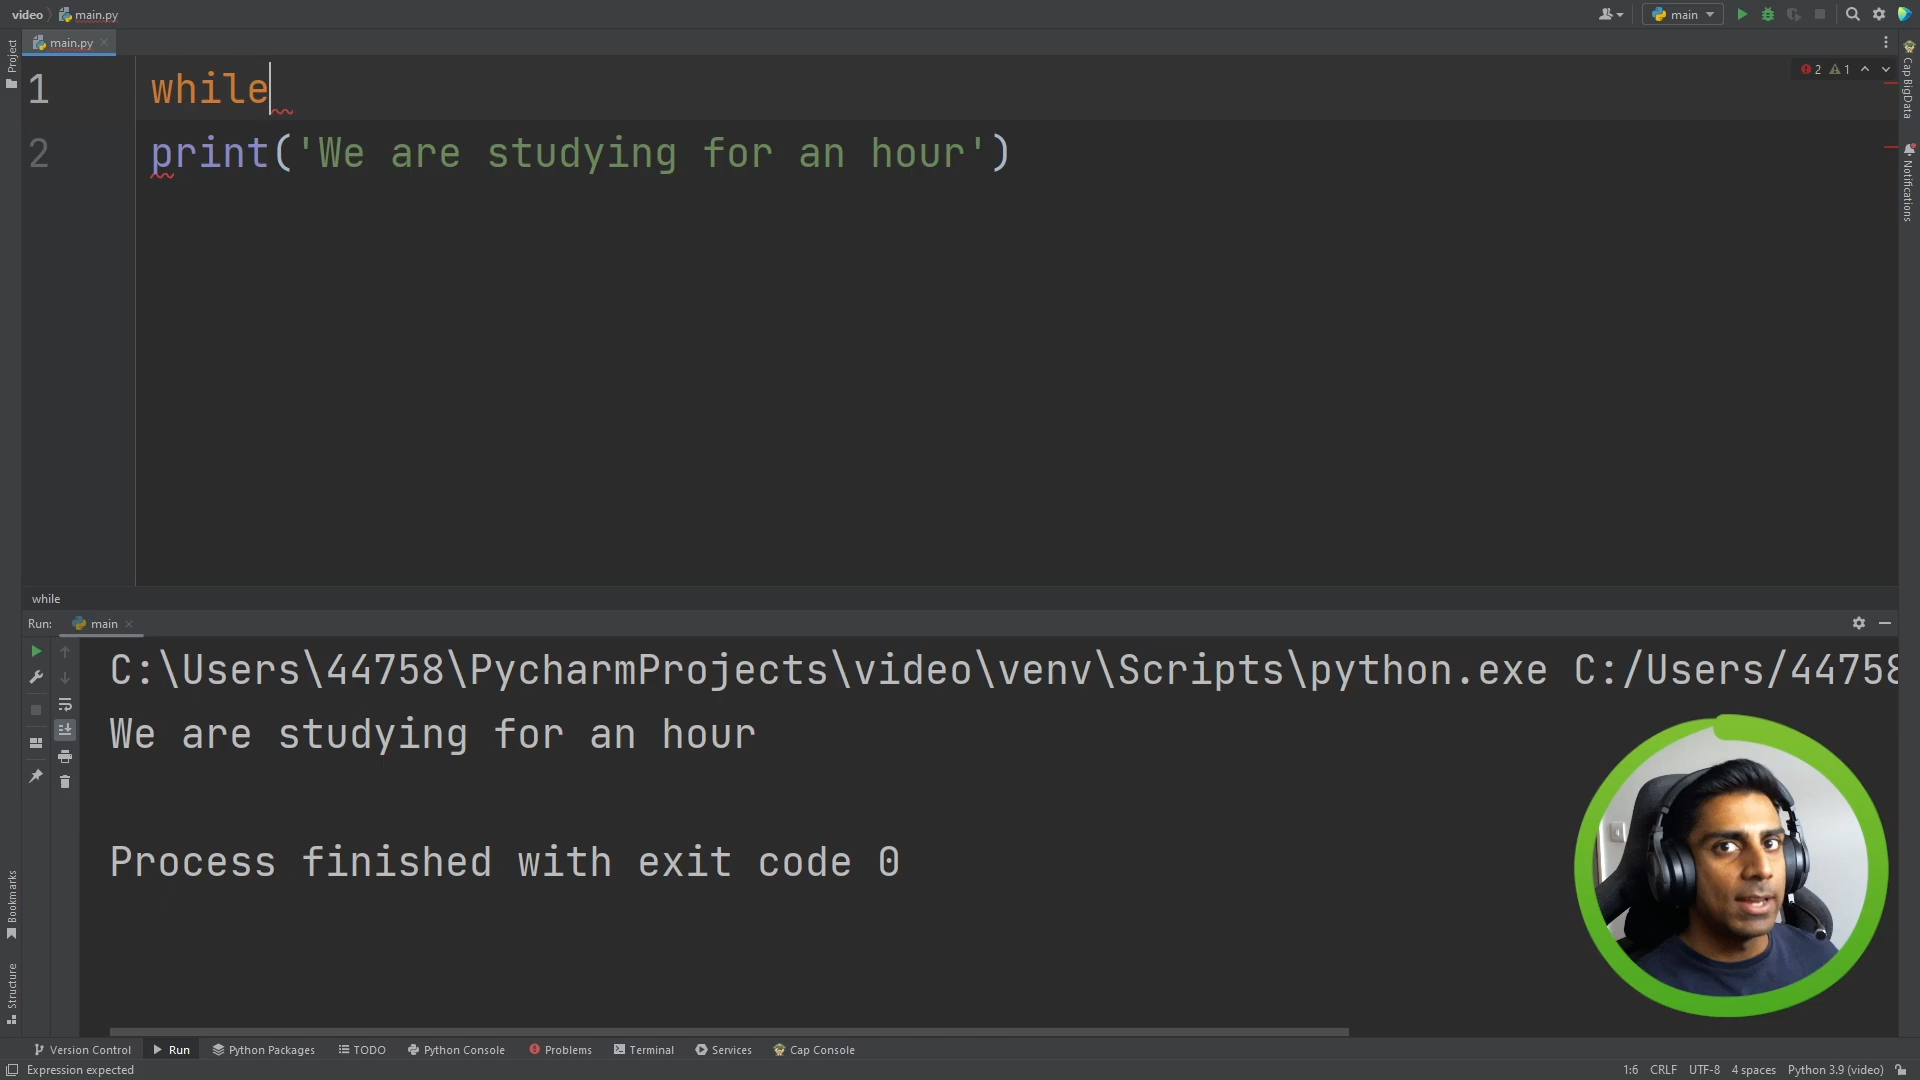 video main.py
main
main.py
Project
1 while
2 1
2 print('We are studying for an hour')
Cap BigData
Notifications
while
Run: main
C:\Users\44758\PycharmProjects\video\venv\Scripts\python.exe C:/Users/44758
We are studying for an hour
Process finished with exit code 0
Bookmarks
Structure
Version Control Run Python Packages TODO Python Console Problems Terminal Services Cap Console
Expression expected 1:6 CRLF UTF-8 4 spaces Python 3.9 (video)